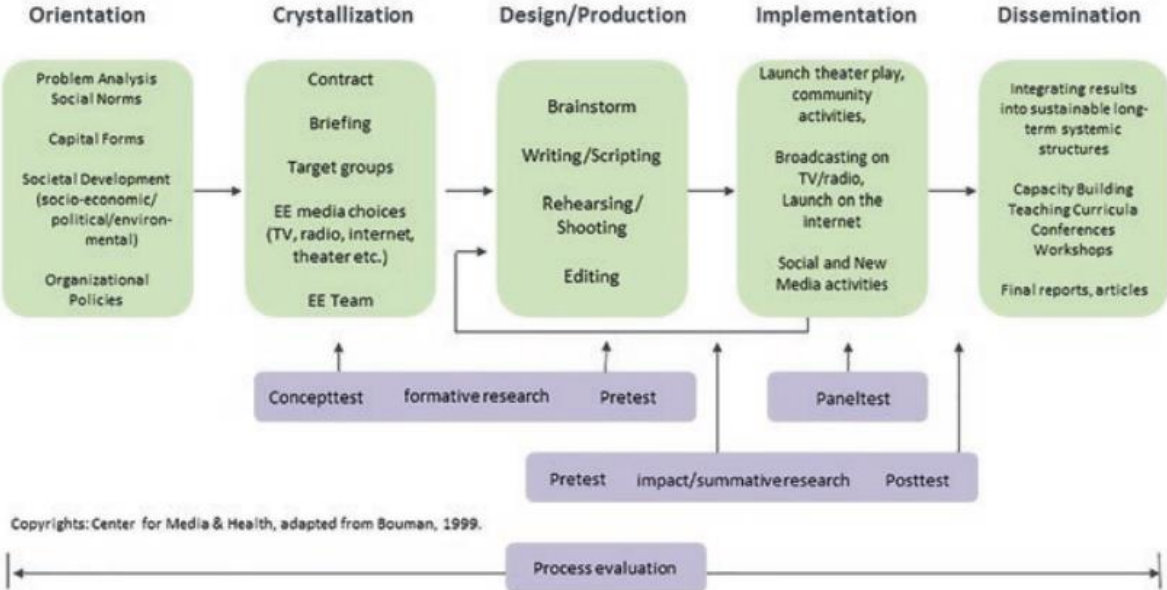 Orientation
Crystallization
Design/Production
Implementation
Dissemination
Problem Analysis
Social Norms
Capital Forms
Societal Development
(socio-economic/
political/environ-
mental)
Organizational
Policies
Contract
Briefing
Target groups
EE media choices
(TV, radio, internet,
theater etc.)
EE Team
Brainstorm
Writing/Scripting
Rehearsing/
Shooting
Editing
Launch theater play,
community
activities,
Broadcasting on
TV/radio,
Launch on the
internet
Social and New
Media activities
Integrating results
into sustainable long-
term systemic
structures
Capacity Building
Teaching Curricula
Conferences
Workshops
Final reports, articles
Concepttest formative research Pretest
Paneltest
Pretest impact/summative research Posttest
Copyrights: Center for Media & Health, adapted from Bouman, 1999.
Process evaluation